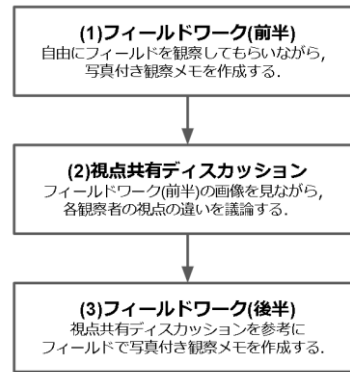 (1)フィールドワーク(前半)
自由にフィールドを観察してもらいながら,
写真付き観察メモを作成する.
(2)視点共有ディスカッション
フィールドワーク(前半)の画像を見ながら,
各観察者の視点の違いを議論する.
(3)フィールドワーク(後半)
視点共有ディスカッションを参考に
フィールドで写真付き観察メモを作成する.